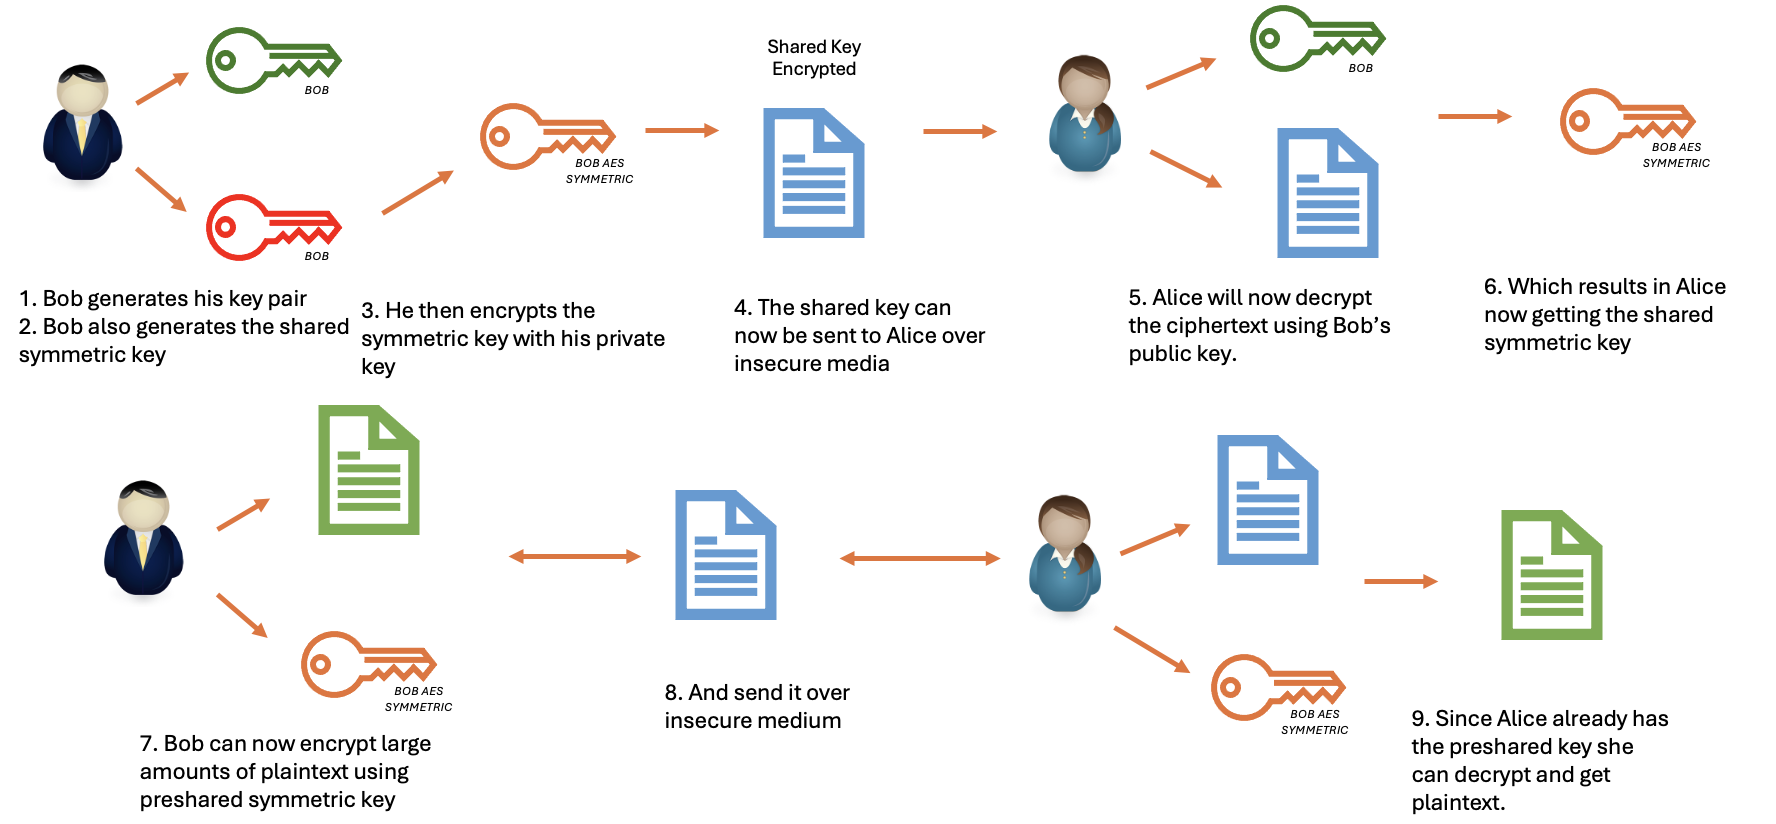 BOB
BOB
1. Bob generates his key pair
2. Bob also generates the shared
symmetric key
BOB AES
SYMMETRIC
3. He then encrypts the
symmetric key with his private
key
Shared Key
Encrypted
4. The shared key can
now be sent to Alice over
insecure media
BOB
5. Alice will now decrypt
the ciphertext using Bob’s
public key.
BOB AES
SYMMETRIC
6. Which results in Alice
now getting the shared
symmetric key
BOB AES
SYMMETRIC
7. Bob can now encrypt large
amounts of plaintext using
preshared symmetric key
8. And send it over
insecure medium
BOB AES
SYMMETRIC
9. Since Alice already has
the preshared key she
can decrypt and get
plaintext.